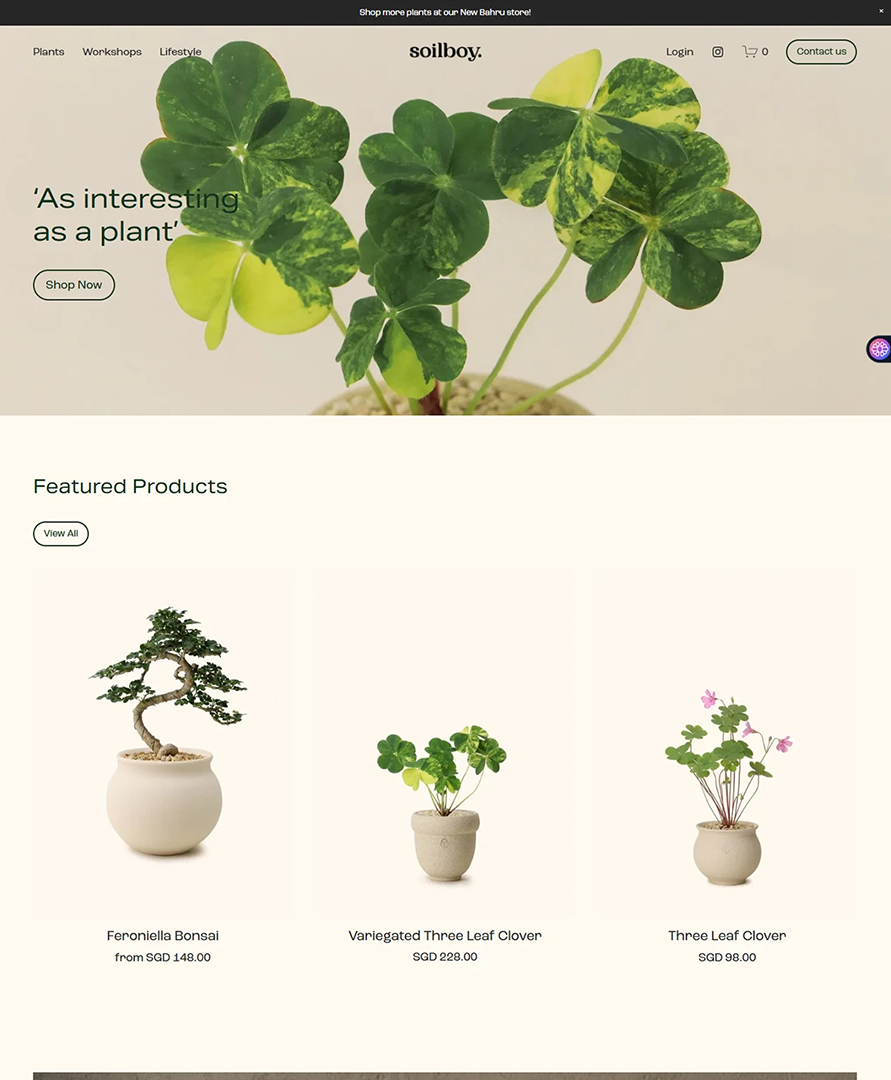 Shop more plants at our New Bahru store!
×
Plants Workshops Lifestyle soilboy. Login 0 Contact us
‘As interesting
as a plant’
Shop Now
Featured Products
View All
Feroniella Bonsai Variegated Three Leaf Clover Three Leaf Clover
from SGD 148.00 SGD 228.00 SGD 98.00